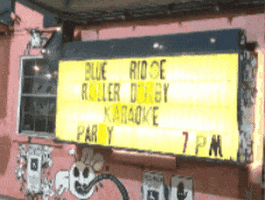 BLUE RIDGE
ROLLER DERBY
KARAOKE
PARTY 7 PM